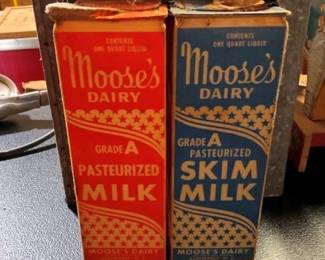 CONTENTS
ONE QUART LIQUID
Moose's
DAIRY
GRADE A
PASTEURIZED
MILK
MOOSE'S DAIRY
CONTENTS
ONE QUART LIQUID
Moose's
DAIRY
GRADE A
PASTEURIZED
SKIM
MILK
MOOSE'S DAIRY